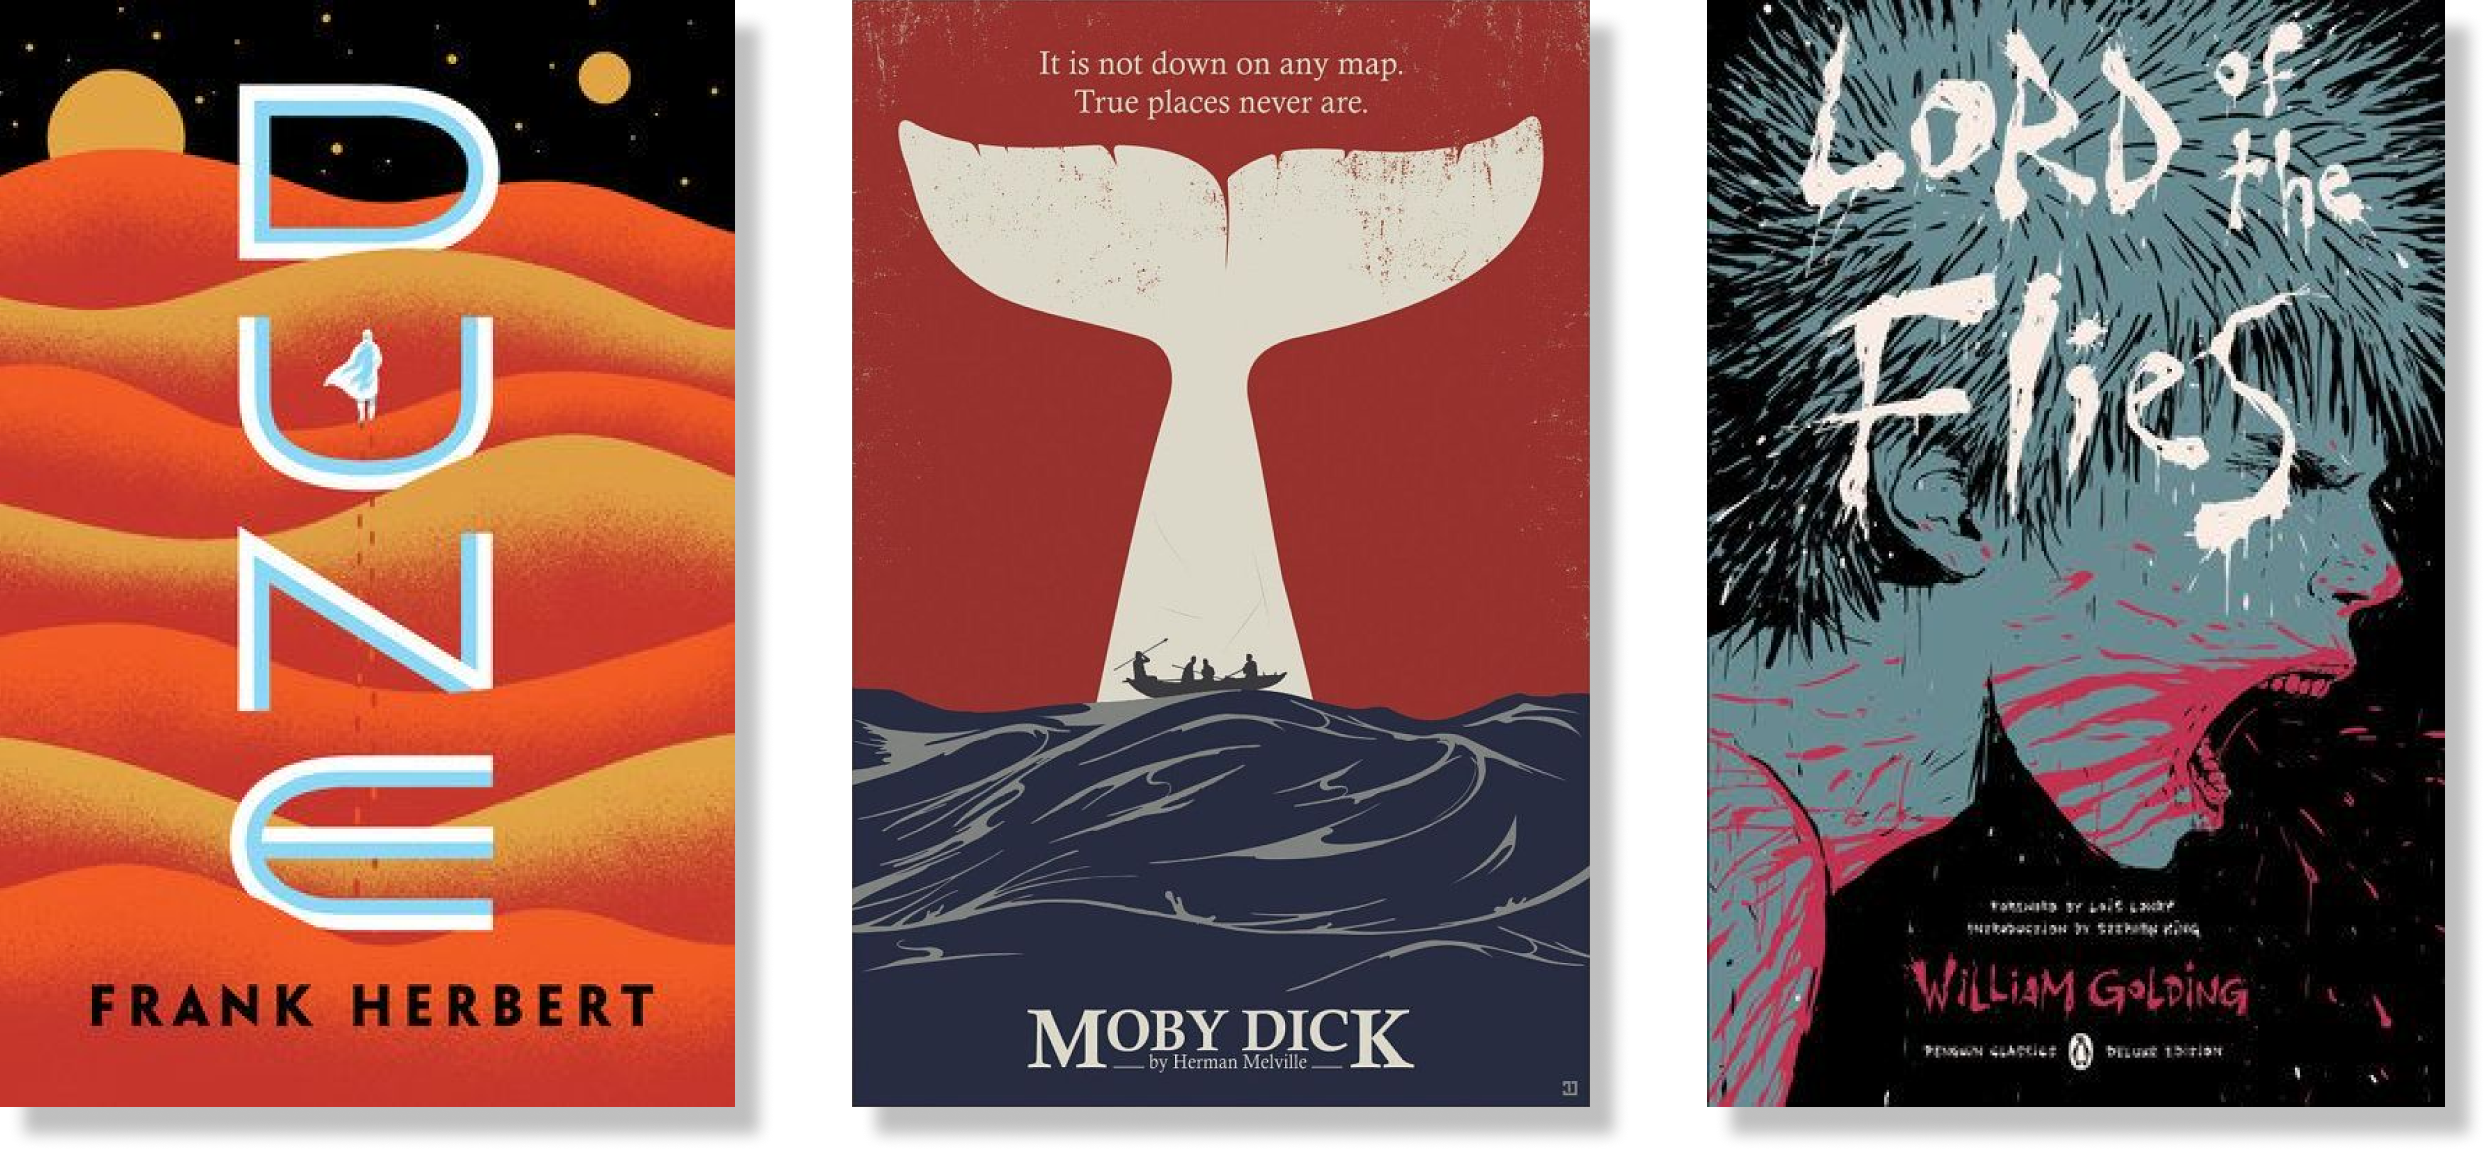 DUNE
FRANK HERBERT
It is not down on any map.
True places never are.
MOBY DICK
by Herman Melville
LORD of
the
Flies
FOREWORD BY LOIS LOWRY
INTRODUCTION BY STEPHEN KING
WILLIAM GOLDING
PENGUIN CLASSICS DELUXE EDITION